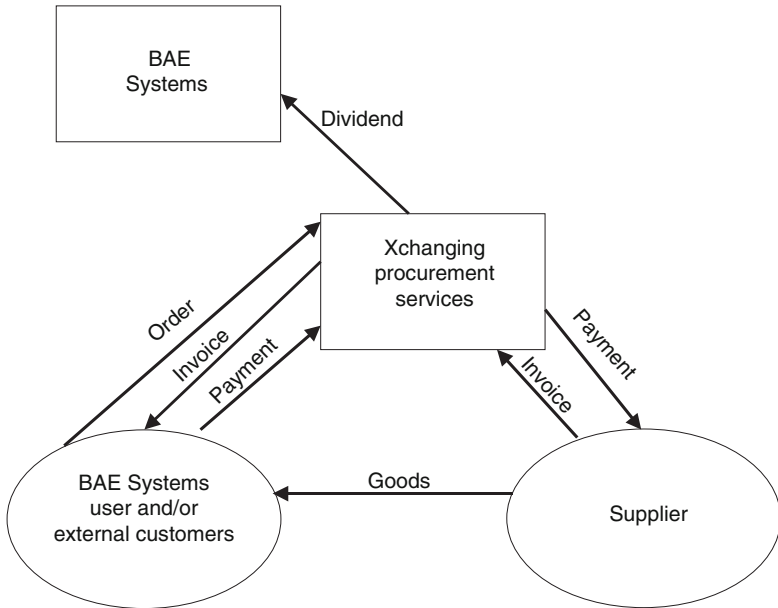 BAE
Systems
Dividend
Xchanging
procurement
services
Order
Invoice
Payment
Invoice
Payment
BAE Systems
user and/or
external customers
Goods
Supplier